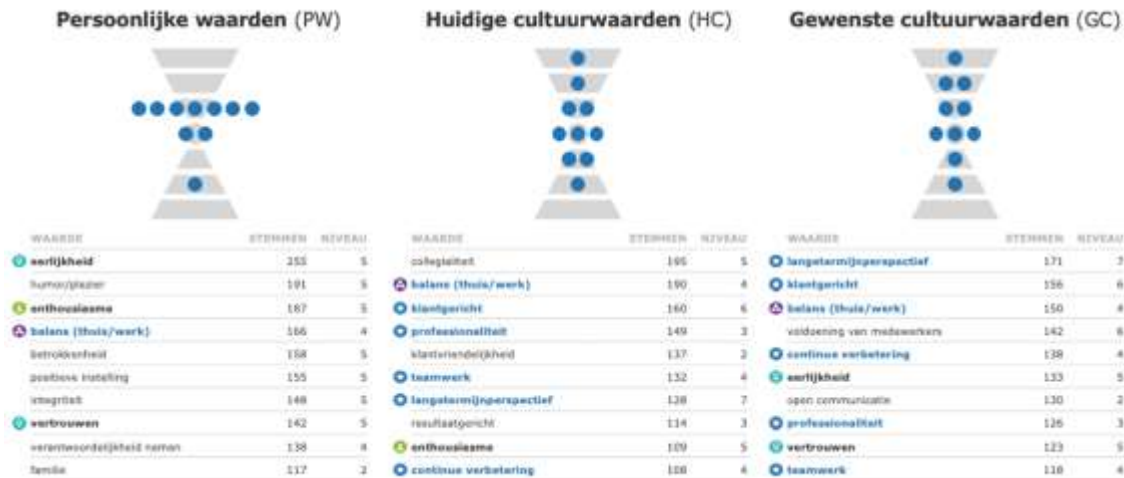 Persoonlijke waarden (PW)
WAARDE STEMMEN NIVEAU
eerlijkheid 255 5
humor/plezier 191 5
enthousiasme 187 5
balans (thuis/werk) 166 4
betrokkenheid 158 5
positieve instelling 155 5
integriteit 148 5
vertrouwen 142 5
verantwoordelijkheid nemen 138 4
familie 117 2
Huidige cultuurwaarden (HC)
WAARDE STEMMEN NIVEAU
collegialiteit 195 5
balans (thuis/werk) 190 4
klantgericht 160 6
professionaliteit 149 3
klantvriendelijkheid 137 2
teamwerk 132 4
langetermijnperspectief 128 7
resultaatgericht 114 3
enthousiasme 109 5
continue verbetering 108 4
Gewenste cultuurwaarden (GC)
WAARDE STEMMEN NIVEAU
langetermijnperspectief 171 7
klantgericht 156 6
balans (thuis/werk) 150 4
voldoening van medewerkers 142 6
continue verbetering 138 4
eerlijkheid 133 5
open communicatie 130 2
professionaliteit 126 3
vertrouwen 123 5
teamwerk 118 4